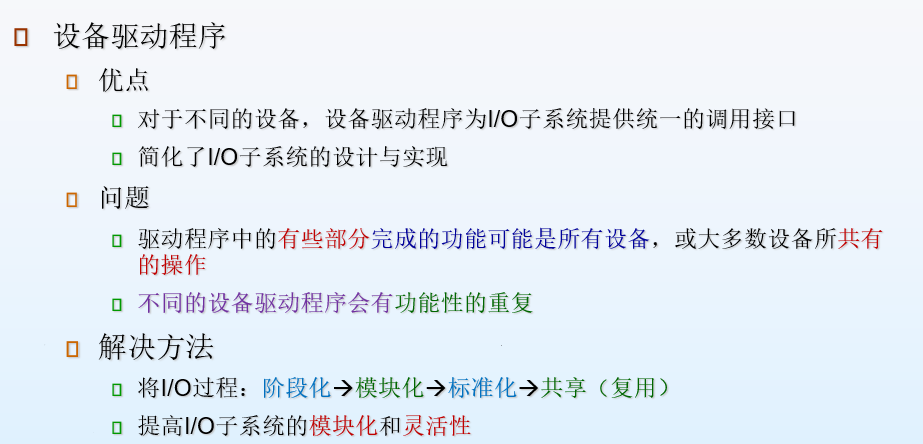 设备驱动程序
优点
对于不同的设备，设备驱动程序为I/O子系统提供统一的调用接口
简化了I/O子系统的设计与实现
问题
驱动程序中的有些部分完成的功能可能是所有设备，或大多数设备所共有
的操作
不同的设备驱动程序会有功能性的重复
解决方法
将I/O过程：阶段化→模块化→标准化→共享（复用）
提高I/O子系统的模块化和灵活性